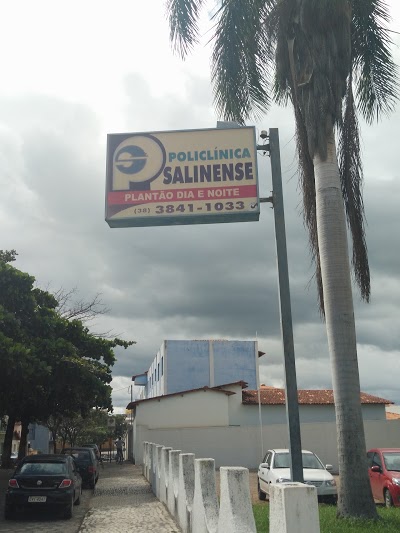 POLICLÍNICA
SALINENSE
PLANTÃO DIA E NOITE
(38) 3841-1033